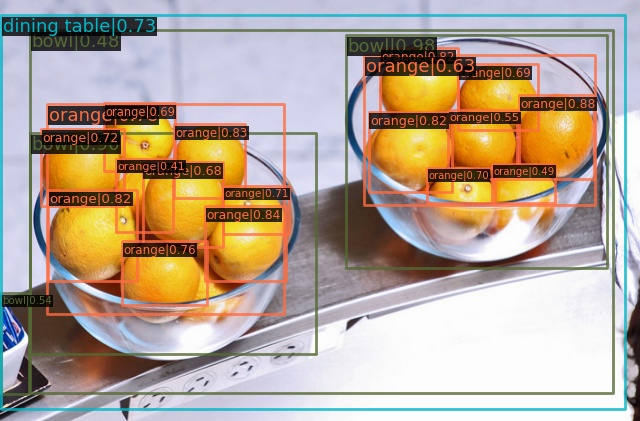 dining table|0.73
bowl|0.48
bowl|0.98
orange|0.82
orange|0.63
orange|0.69
orange|0.88
orange|0.82
orange|0.55
orange|0.70
orange|0.49
orange|0.69
orange|0.72
orange|0.83
orange|0.41
orange|0.68
orange|0.82
orange|0.71
orange|0.84
orange|0.76
bowl|0.54